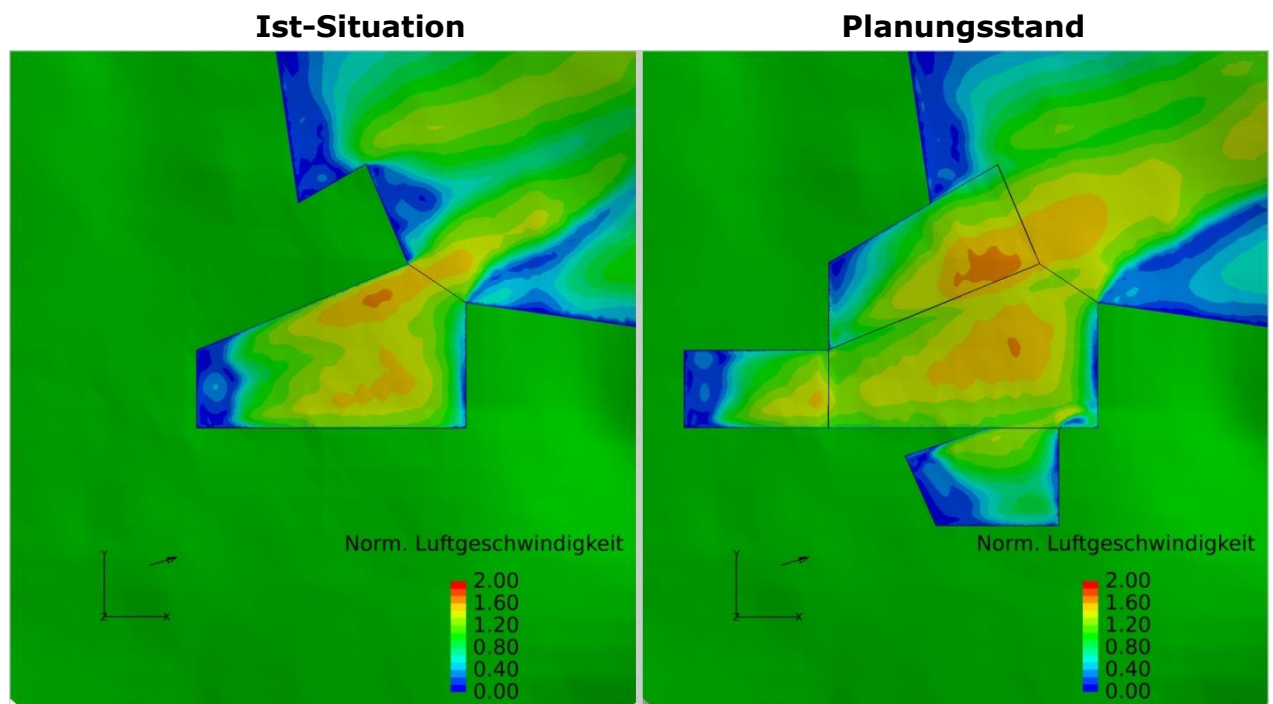 Ist-Situation
Planungsstand
Norm. Luftgeschwindigkeit
2.00
1.60
1.20
0.80
0.40
0.00
Y
Z
X
Norm. Luftgeschwindigkeit
2.00
1.60
1.20
0.80
0.40
0.00
Y
Z
X